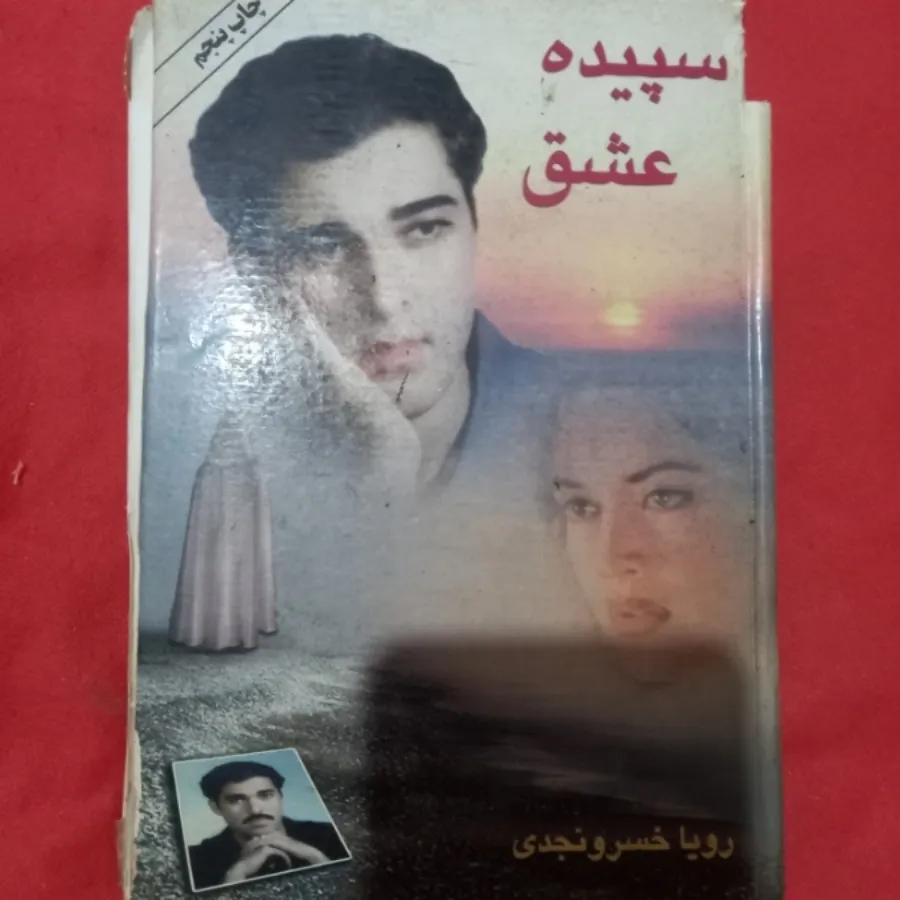 چاپ پنجم
سپیده
عشق
رویا خسرونجدی